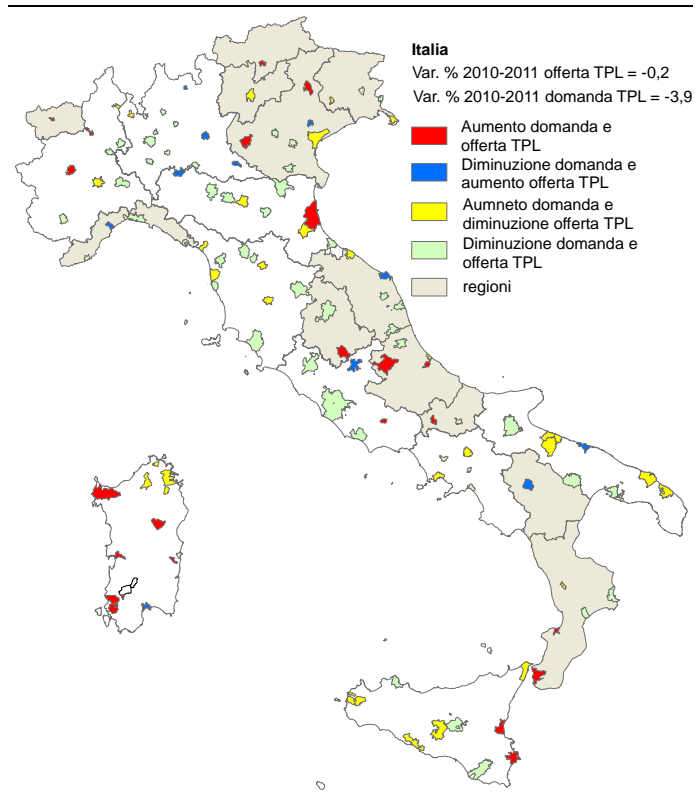 Italia
Var. % 2010-2011 offerta TPL = -0,2
Var. % 2010-2011 domanda TPL = -3,9
Aumento domanda e
offerta TPL
Diminuzione domanda e
aumento offerta TPL
Aumneto domanda e
diminuzione offerta TPL
Diminuzione domanda e
offerta TPL
regioni